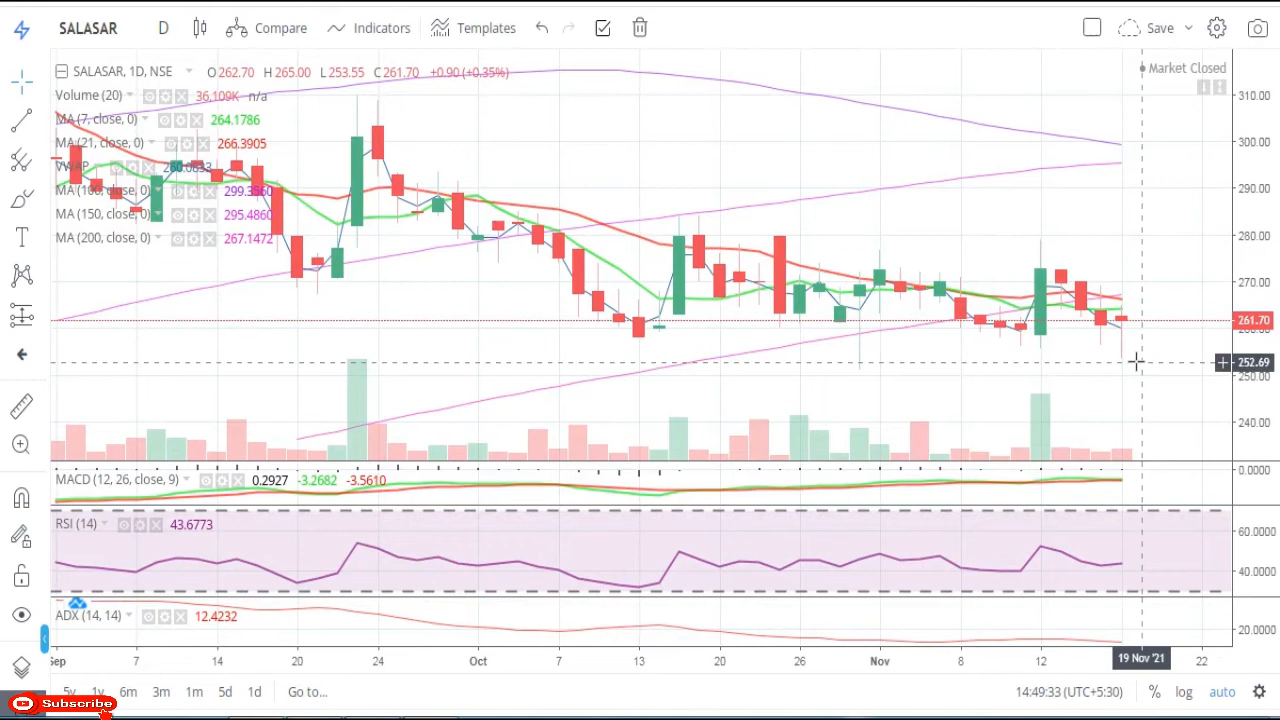 SALASAR D Compare Indicators Templates Save
SALASAR, 1D, NSE O 262.70 H 265.00 L 253.55 C 261.70 +0.90 (+0.35%)
Market Closed
Volume (20) 36.109K n/a
MA (7, close, 0) 264.1786
MA (21, close, 0) 266.3905
VWAP 260.0833
MA (100, close, 0) 299.3560
MA (150, close, 0) 295.4860
MA (200, close, 0) 267.1472
310.00
300.00
290.00
280.00
270.00
261.70
260.00
252.69
250.00
240.00
MACD (12, 26, close, 9) 0.2927 -3.2682 -3.5610
0.0000
RSI (14) 43.6773
60.0000
40.0000
ADX (14, 14) 12.4232
20.0000
Sep 7 14 20 24 Oct 7 13 20 26 Nov 8 12 19 Nov '21 22
5y 1y 6m 3m 1m 5d 1d Go to... 14:49:33 (UTC+5:30) % log auto
Subscribe